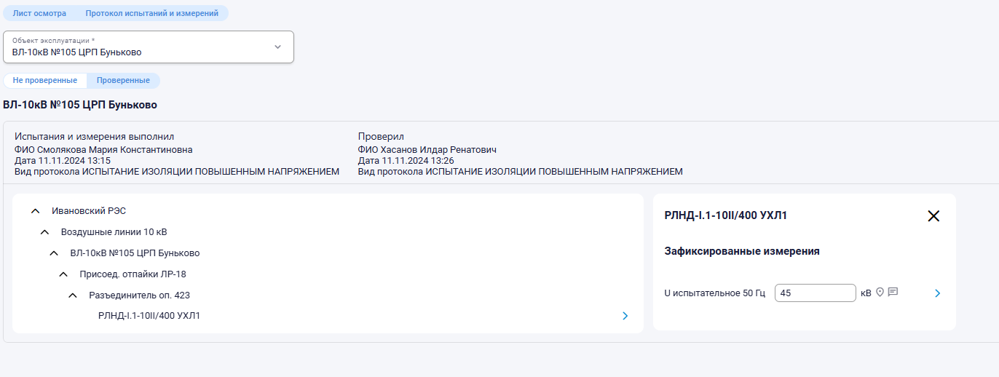 Лист осмотра Протокол испытаний и измерений
Объект эксплуатации *
ВЛ-10кВ №105 ЦРП Буньково
Не проверенные Проверенные
ВЛ-10кВ №105 ЦРП Буньково
Испытания и измерения выполнил
ФИО Смолякова Мария Константиновна
Дата 11.11.2024 13:15
Вид протокола ИСПЫТАНИЕ ИЗОЛЯЦИИ ПОВЫШЕННЫМ НАПРЯЖЕНИЕМ
Проверил
ФИО Хасанов Илдар Ренатович
Дата 11.11.2024 13:26
Вид протокола ИСПЫТАНИЕ ИЗОЛЯЦИИ ПОВЫШЕННЫМ НАПРЯЖЕНИЕМ
Ивановский РЭС
Воздушные линии 10 кВ
ВЛ-10кВ №105 ЦРП Буньково
Присоед. отпайки ЛР-18
Разъединитель оп. 423
РЛНД-I.1-10II/400 УХЛ1
РЛНД-I.1-10II/400 УХЛ1
Зафиксированные измерения
U испытательное 50 Гц 45 кВ